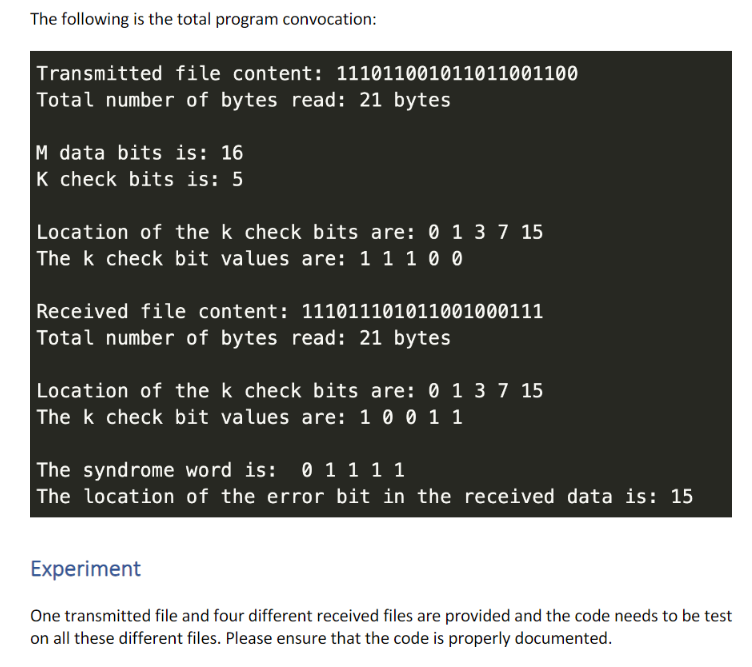 The following is the total program convocation:
Transmitted file content: 111011001011011001100
Total number of bytes read: 21 bytes
M data bits is: 16
K check bits is: 5
Location of the k check bits are: 0 1 3 7 15
The k check bit values are: 1 1 1 0 0
Received file content: 111011101011001000111
Total number of bytes read: 21 bytes
Location of the k check bits are: 0 1 3 7 15
The k check bit values are: 1 0 0 1 1
The syndrome word is: 0 1 1 1 1
The location of the error bit in the received data is: 15
Experiment
One transmitted file and four different received files are provided and the code needs to be test
on all these different files. Please ensure that the code is properly documented.